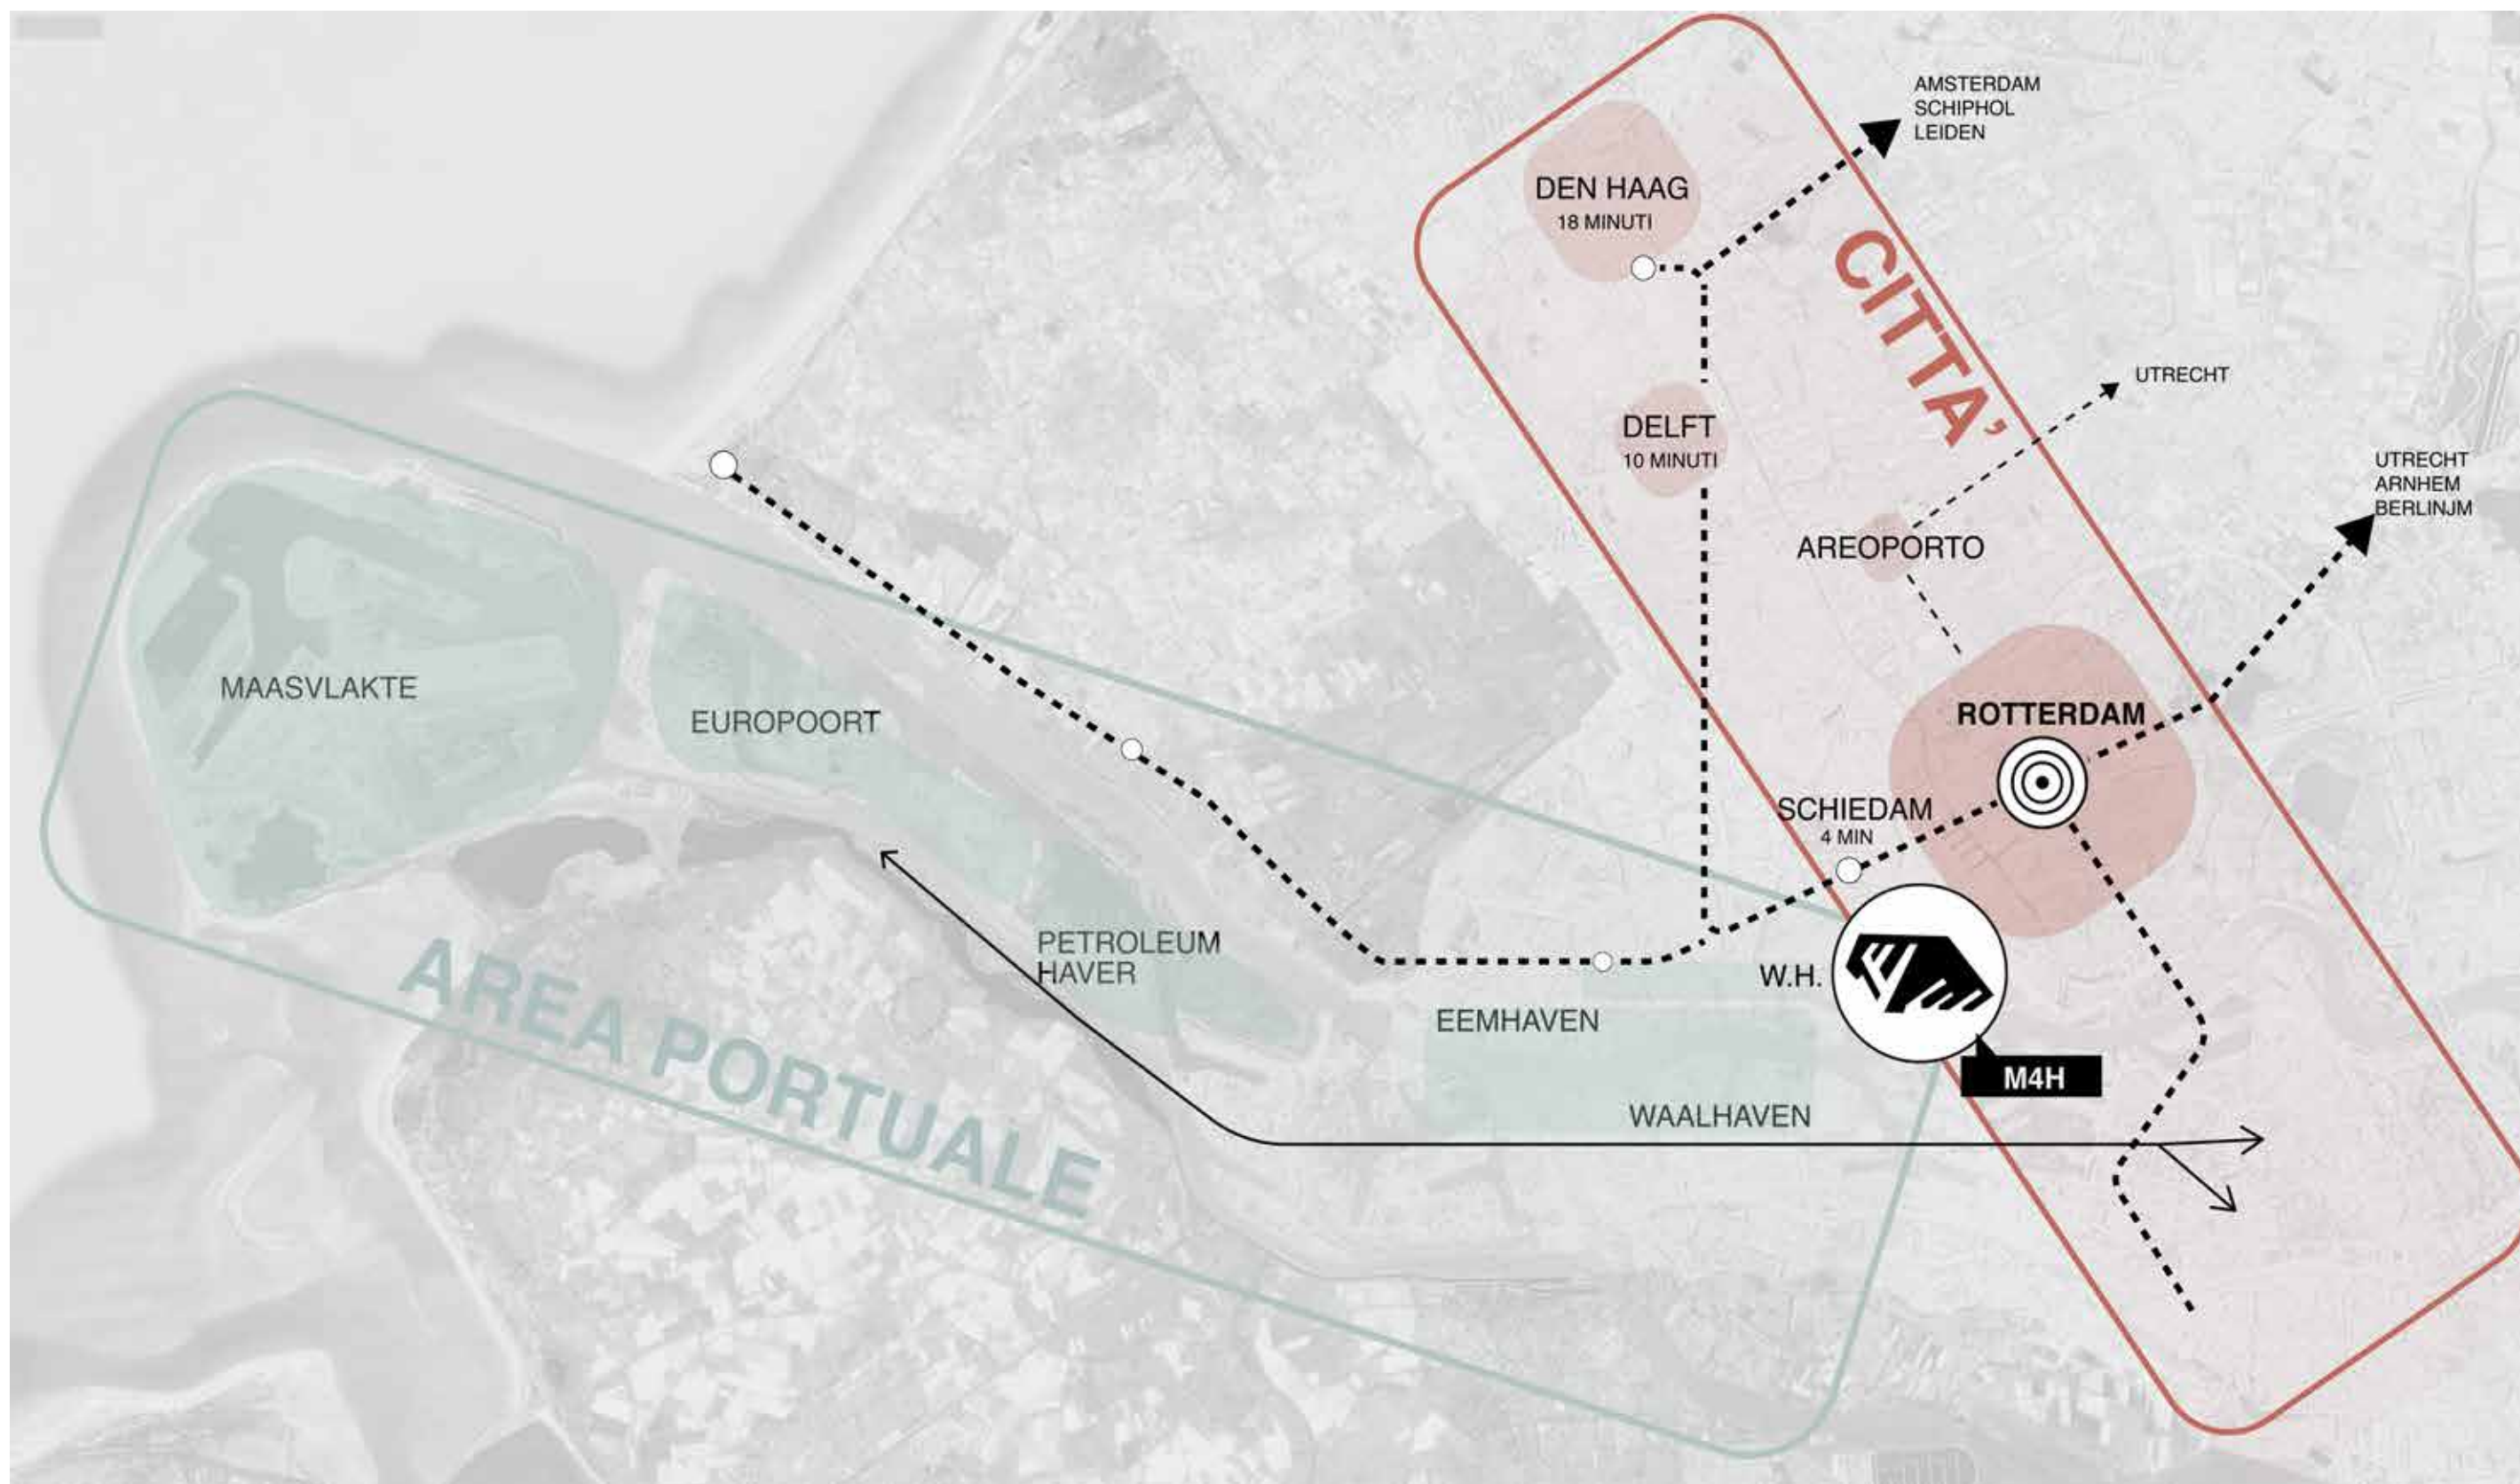 AMSTERDAM
SCHIPHOL
LEIDEN
DEN HAAG
18 MINUTI
CITTA'
UTRECHT
DELFT
10 MINUTI
UTRECHT
ARNHEM
BERLINJM
AREOPORTO
MAASVLAKTE
EUROPOORT
ROTTERDAM
SCHIEDAM
4 MIN
PETROLEUM
HAVER
W.H.
EEMHAVEN
M4H
WAALHAVEN
AREA PORTUALE